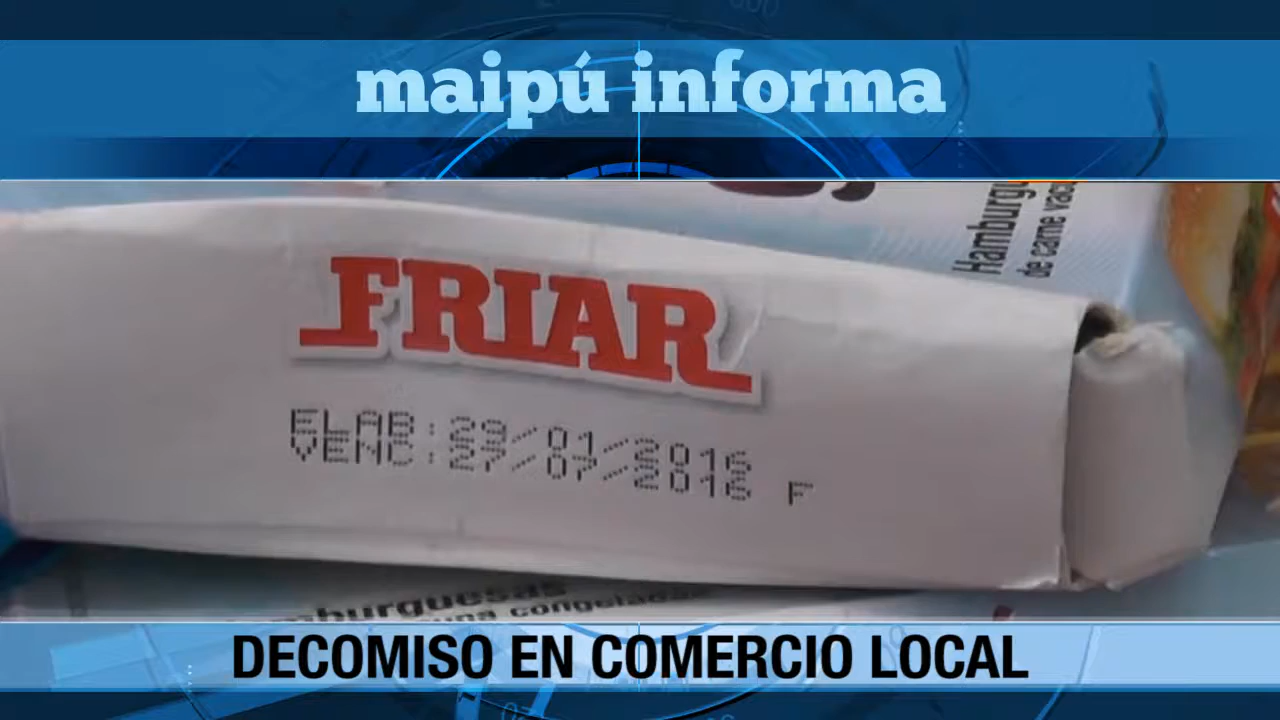 maipú informa
Hamburg
de carne vac
FRIAR
ELAB:29/01/2016
VENC:27/07/2016 F
hamburguesas
congeladas
DECOMISO EN COMERCIO LOCAL